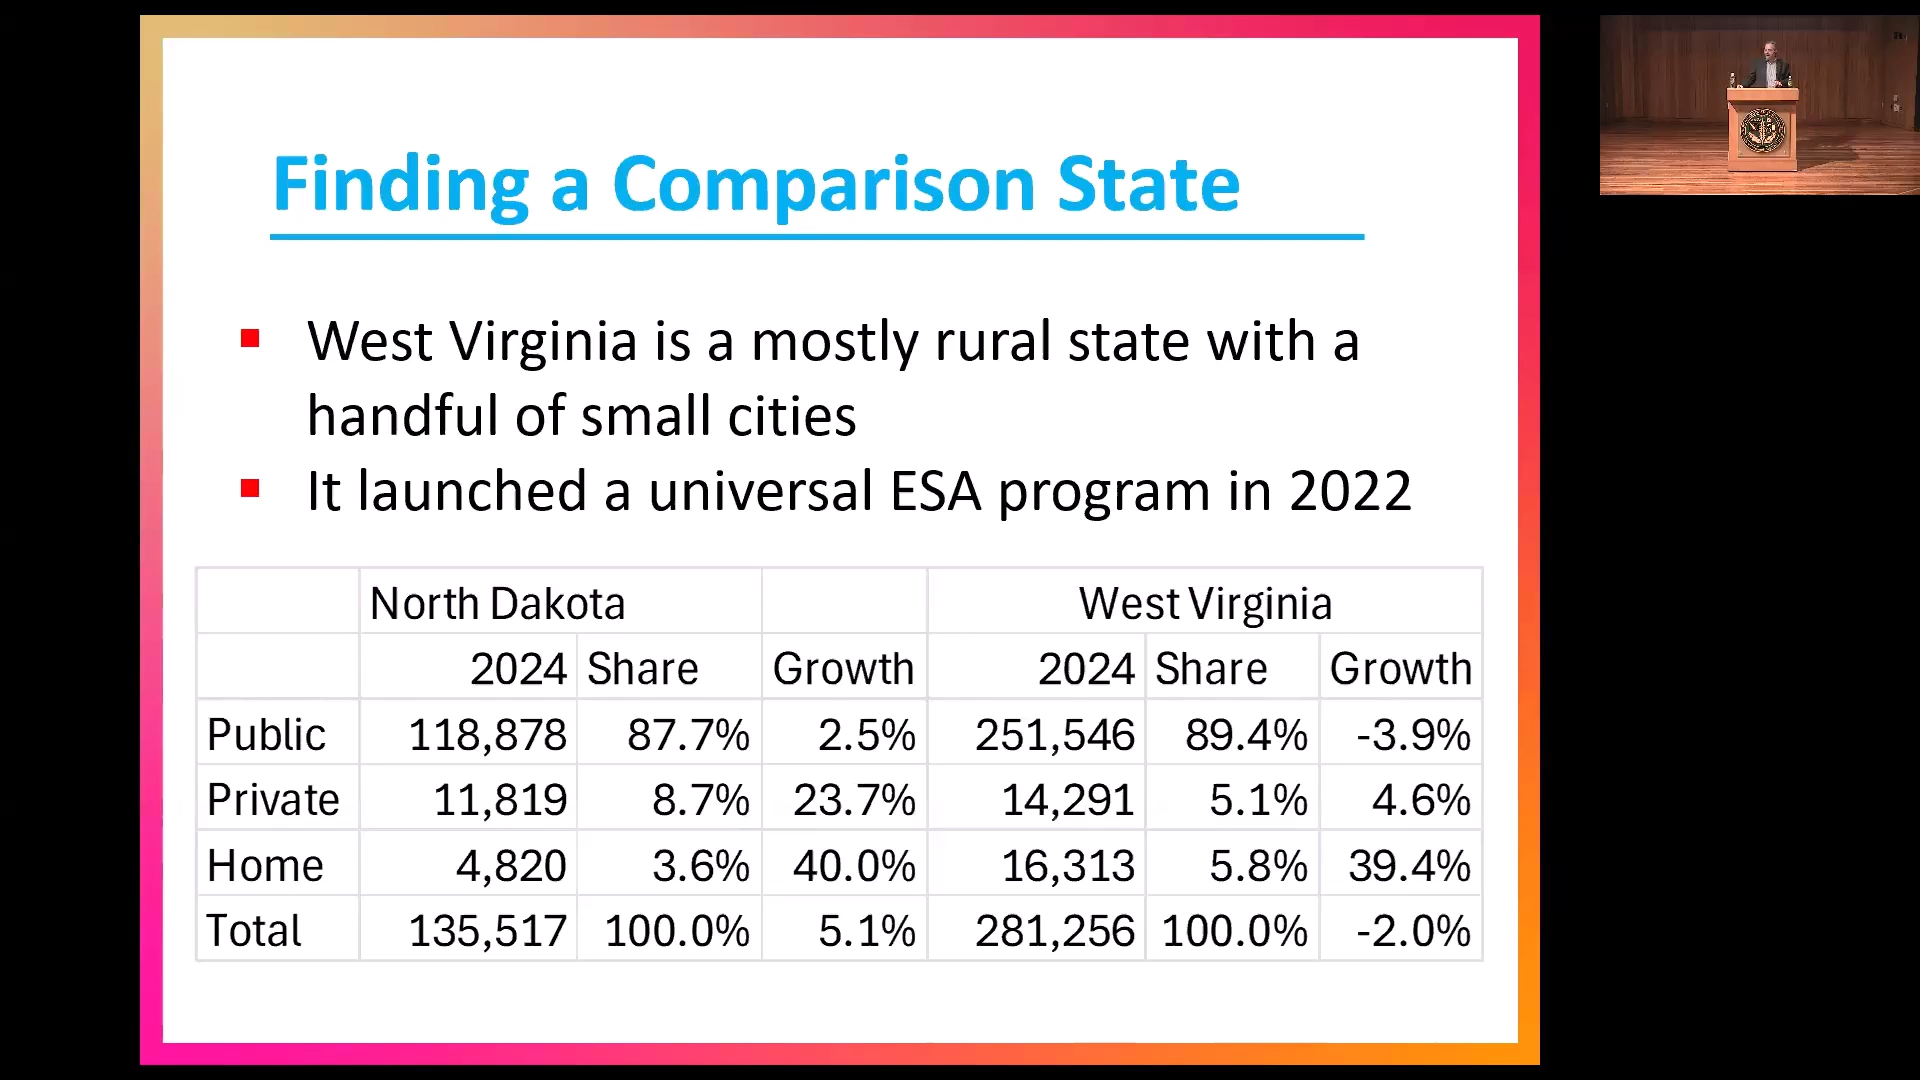 Finding a Comparison State
West Virginia is a mostly rural state with a
handful of small cities
It launched a universal ESA program in 2022
North Dakota West Virginia
2024 Share Growth 2024 Share Growth
Public 118,878 87.7% 2.5% 251,546 89.4% -3.9%
Private 11,819 8.7% 23.7% 14,291 5.1% 4.6%
Home 4,820 3.6% 40.0% 16,313 5.8% 39.4%
Total 135,517 100.0% 5.1% 281,256 100.0% -2.0%